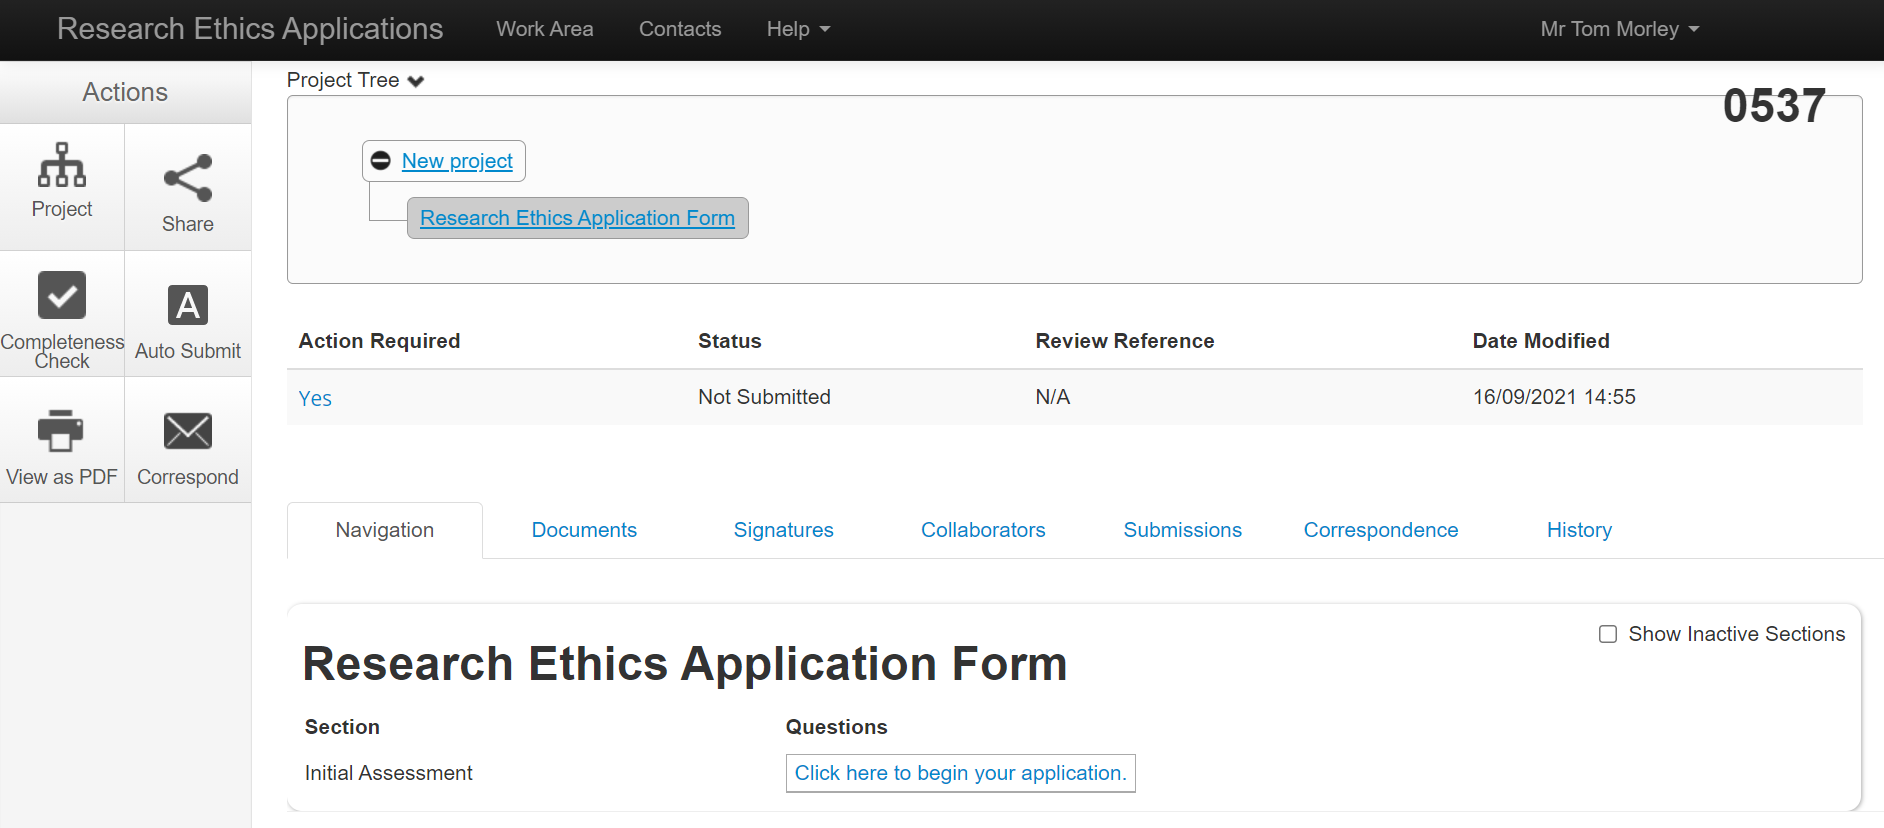 Research Ethics Applications Work Area Contacts Help Mr Tom Morley
Actions
Project
Share
Completeness
Check
Auto Submit
View as PDF
Correspond
Project Tree
0537
New project
Research Ethics Application Form
Action Required Status Review Reference Date Modified
Yes Not Submitted N/A 16/09/2021 14:55
Navigation Documents Signatures Collaborators Submissions Correspondence History
Show Inactive Sections
Research Ethics Application Form
Section Questions
Initial Assessment Click here to begin your application.